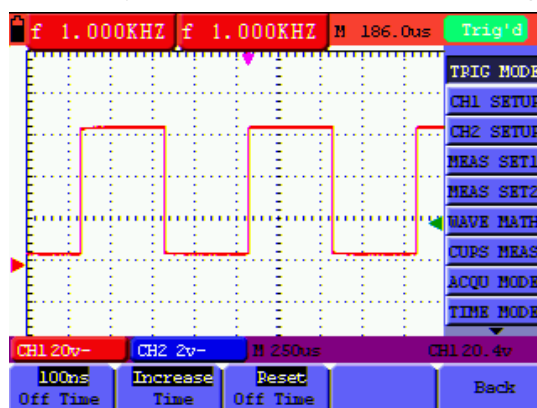 f 1.000KHZ f 1.000KHZ M 186.0us Trig'd
TRIG MODE
CH1 SETUP
CH2 SETUP
MEAS SET1
MEAS SET2
WAVE MATH
CURS MEAS
ACQU MODE
TIME MODE
CH1 20v~ CH2 2v~ M 250us CH1 20.4v
100ns Increase Reset
Off Time Time Off Time Back